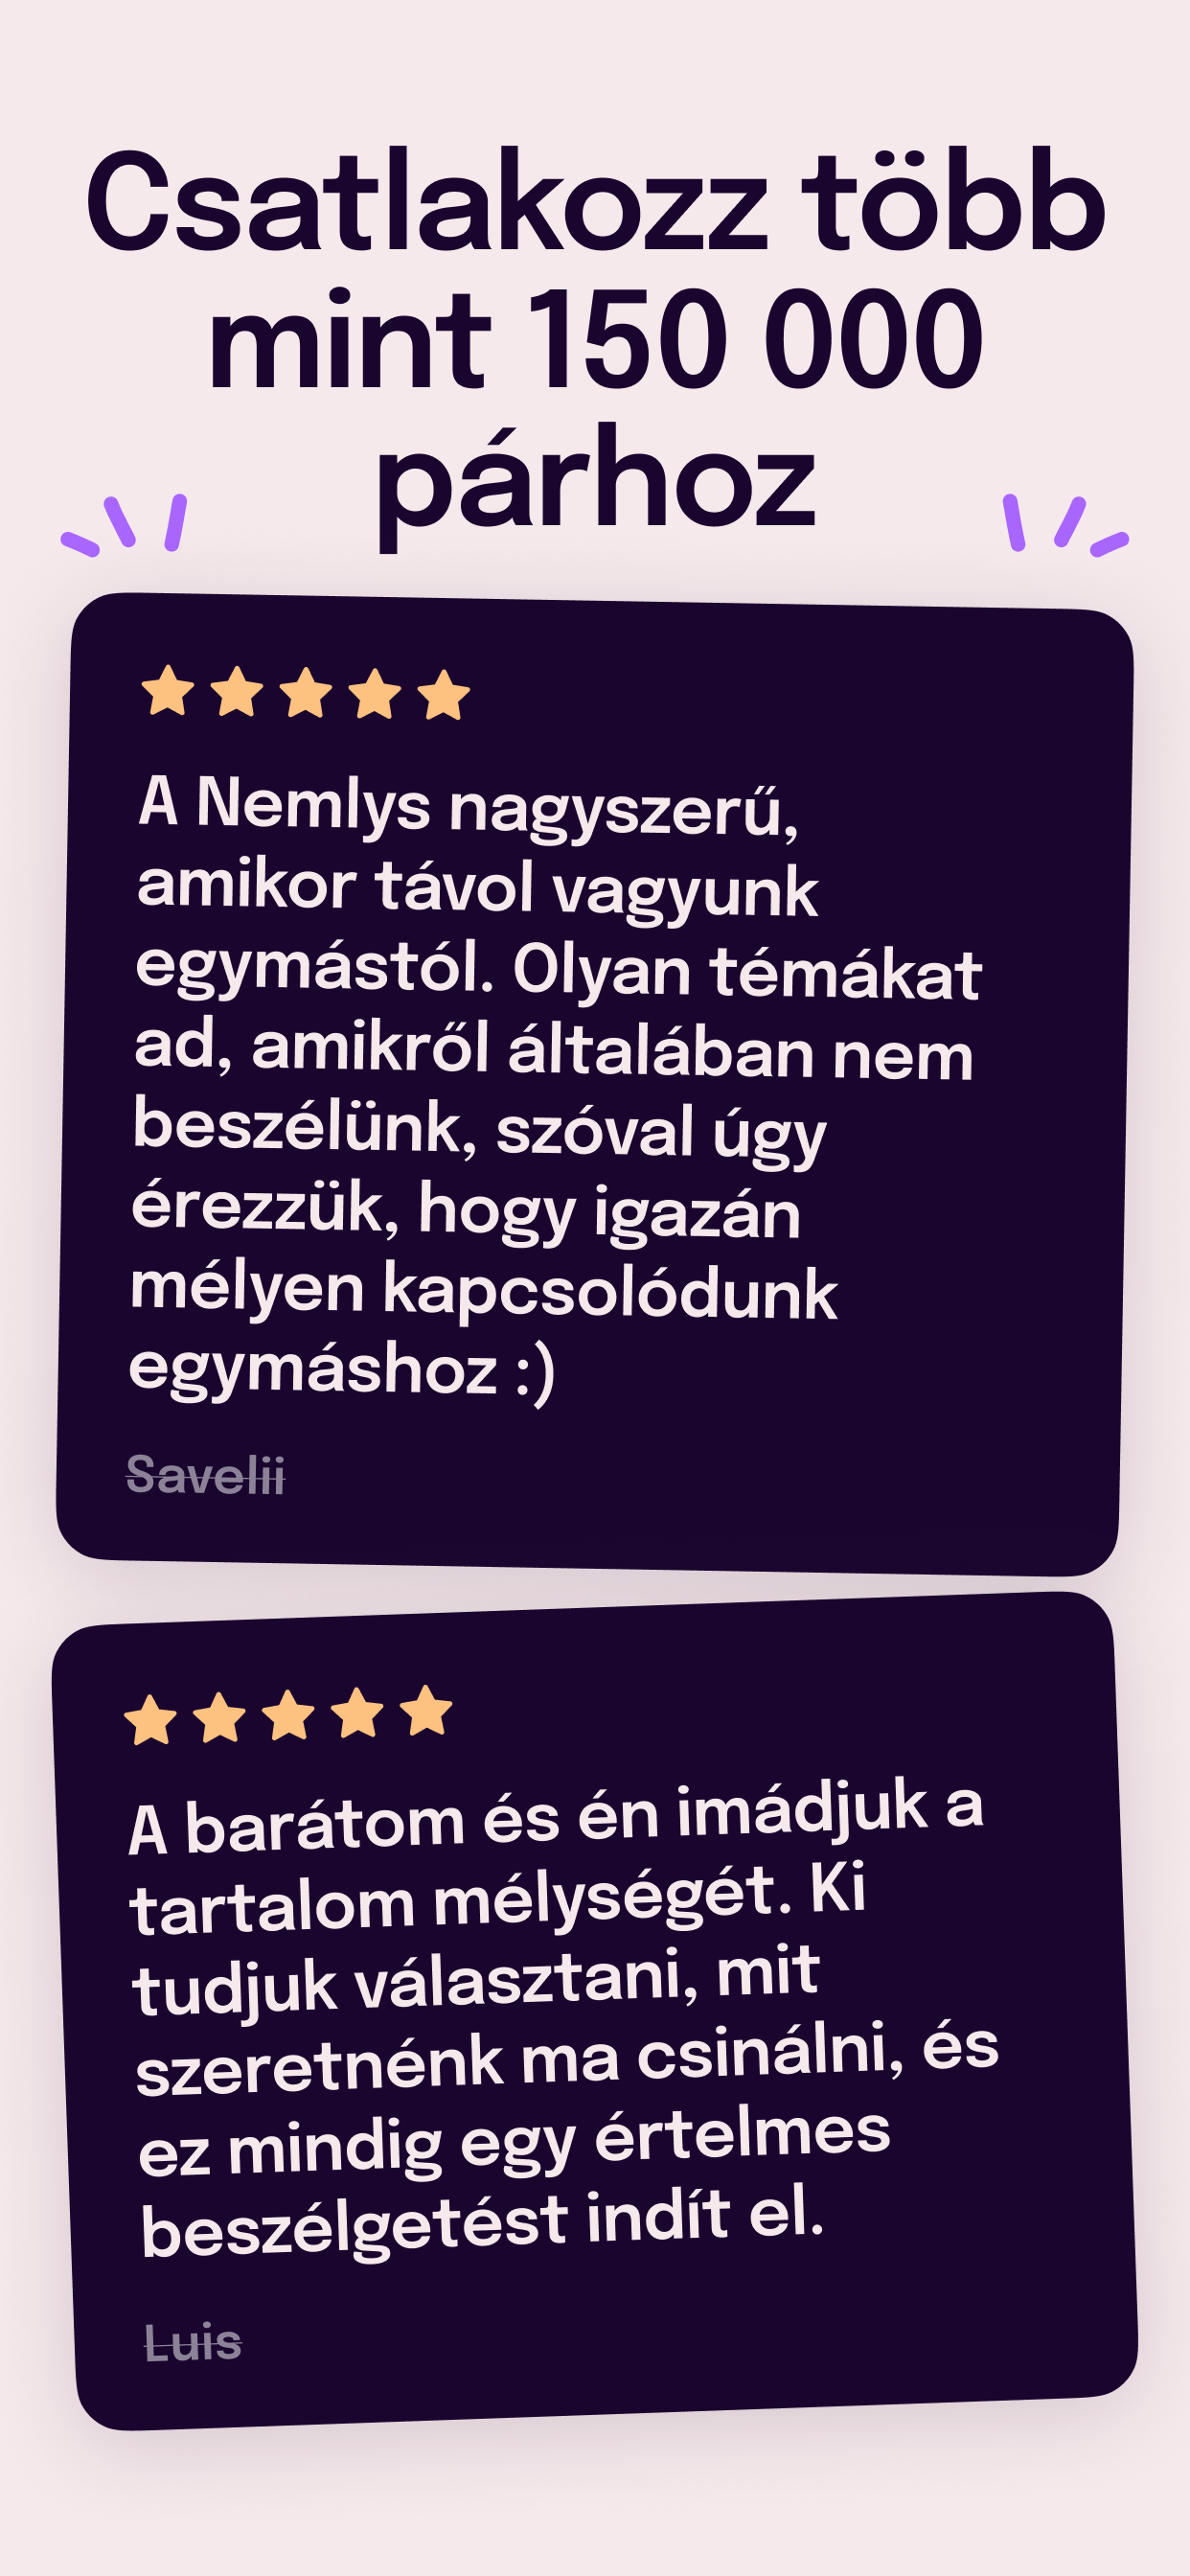 Csatlakozz több
mint 150 000
párhoz
A Nemlys nagyszerű,
amikor távol vagyunk
egymástól. Olyan témákat
ad, amikről általában nem
beszélünk, szóval úgy
érezzük, hogy igazán
mélyen kapcsolódunk
egymáshoz :)
Savelii
A barátom és én imádjuk a
tartalom mélységét. Ki
tudjuk választani, mit
szeretnénk ma csinálni, és
ez mindig egy értelmes
beszélgetést indít el.
Luis